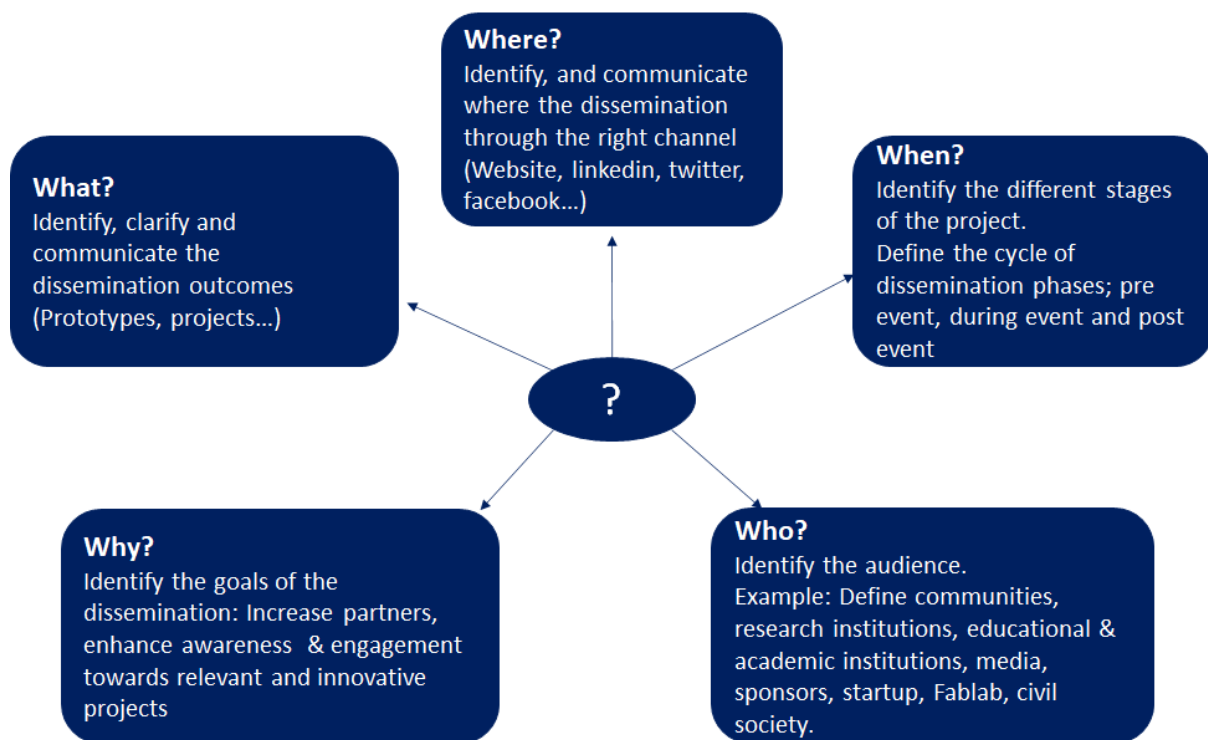 Where?
Identify, and communicate
where the dissemination
through the right channel
(Website, linkedin, twitter,
facebook...)
What?
Identify, clarify and
communicate the
dissemination outcomes
(Prototypes, projects...)
When?
Identify the different stages
of the project.
Define the cycle of
dissemination phases; pre
event, during event and post
event
?
Why?
Identify the goals of the
dissemination: Increase partners,
enhance awareness & engagement
towards relevant and innovative
projects
Who?
Identify the audience.
Example: Define communities,
research institutions, educational &
academic institutions, media,
sponsors, startup, Fablab, civil
society.